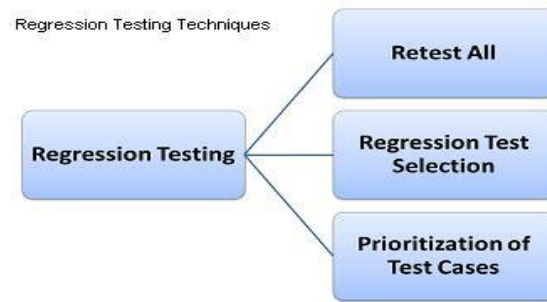 Regression Testing Techniques
Retest All
Regression Testing
Regression Test
Selection
Prioritization of
Test Cases